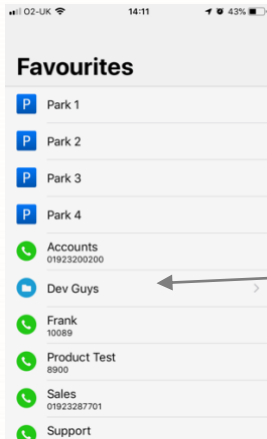 O2-UK 14:11 43%
Favourites
P Park 1
P Park 2
P Park 3
P Park 4
Accounts
01923200200
Dev Guys
Frank
10089
Product Test
8900
Sales
01923287701
Support